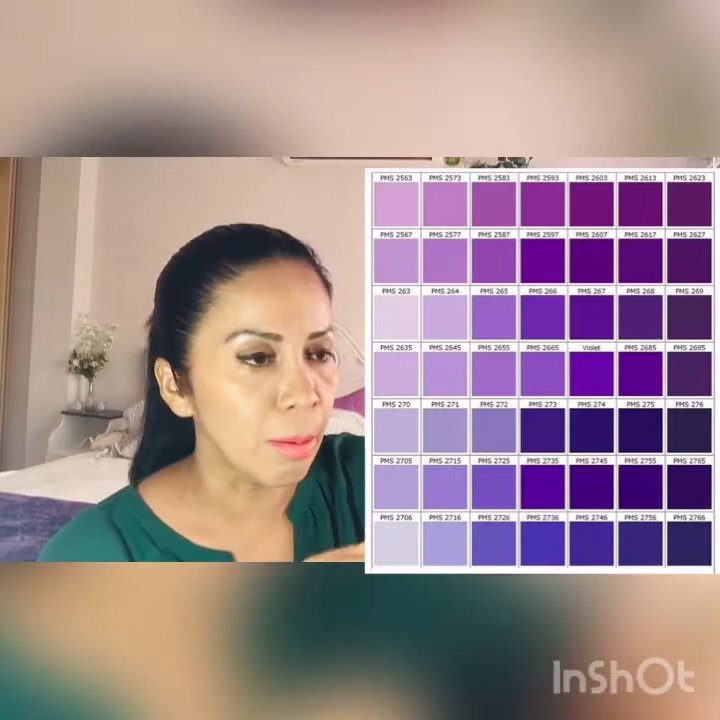 PMS 2563 PMS 2573 PMS 2583 PMS 2593 PMS 2603 PMS 2613 PMS 2623
PMS 2567 PMS 2577 PMS 2587 PMS 2597 PMS 2607 PMS 2617 PMS 2627
PMS 263 PMS 264 PMS 265 PMS 266 PMS 267 PMS 268 PMS 269
PMS 2635 PMS 2645 PMS 2655 PMS 2665 Violet PMS 2685 PMS 2695
PMS 270 PMS 271 PMS 272 PMS 273 PMS 274 PMS 275 PMS 276
PMS 2705 PMS 2715 PMS 2725 PMS 2735 PMS 2745 PMS 2755 PMS 2765
PMS 2706 PMS 2716 PMS 2726 PMS 2736 PMS 2746 PMS 2756 PMS 2766
InShOt